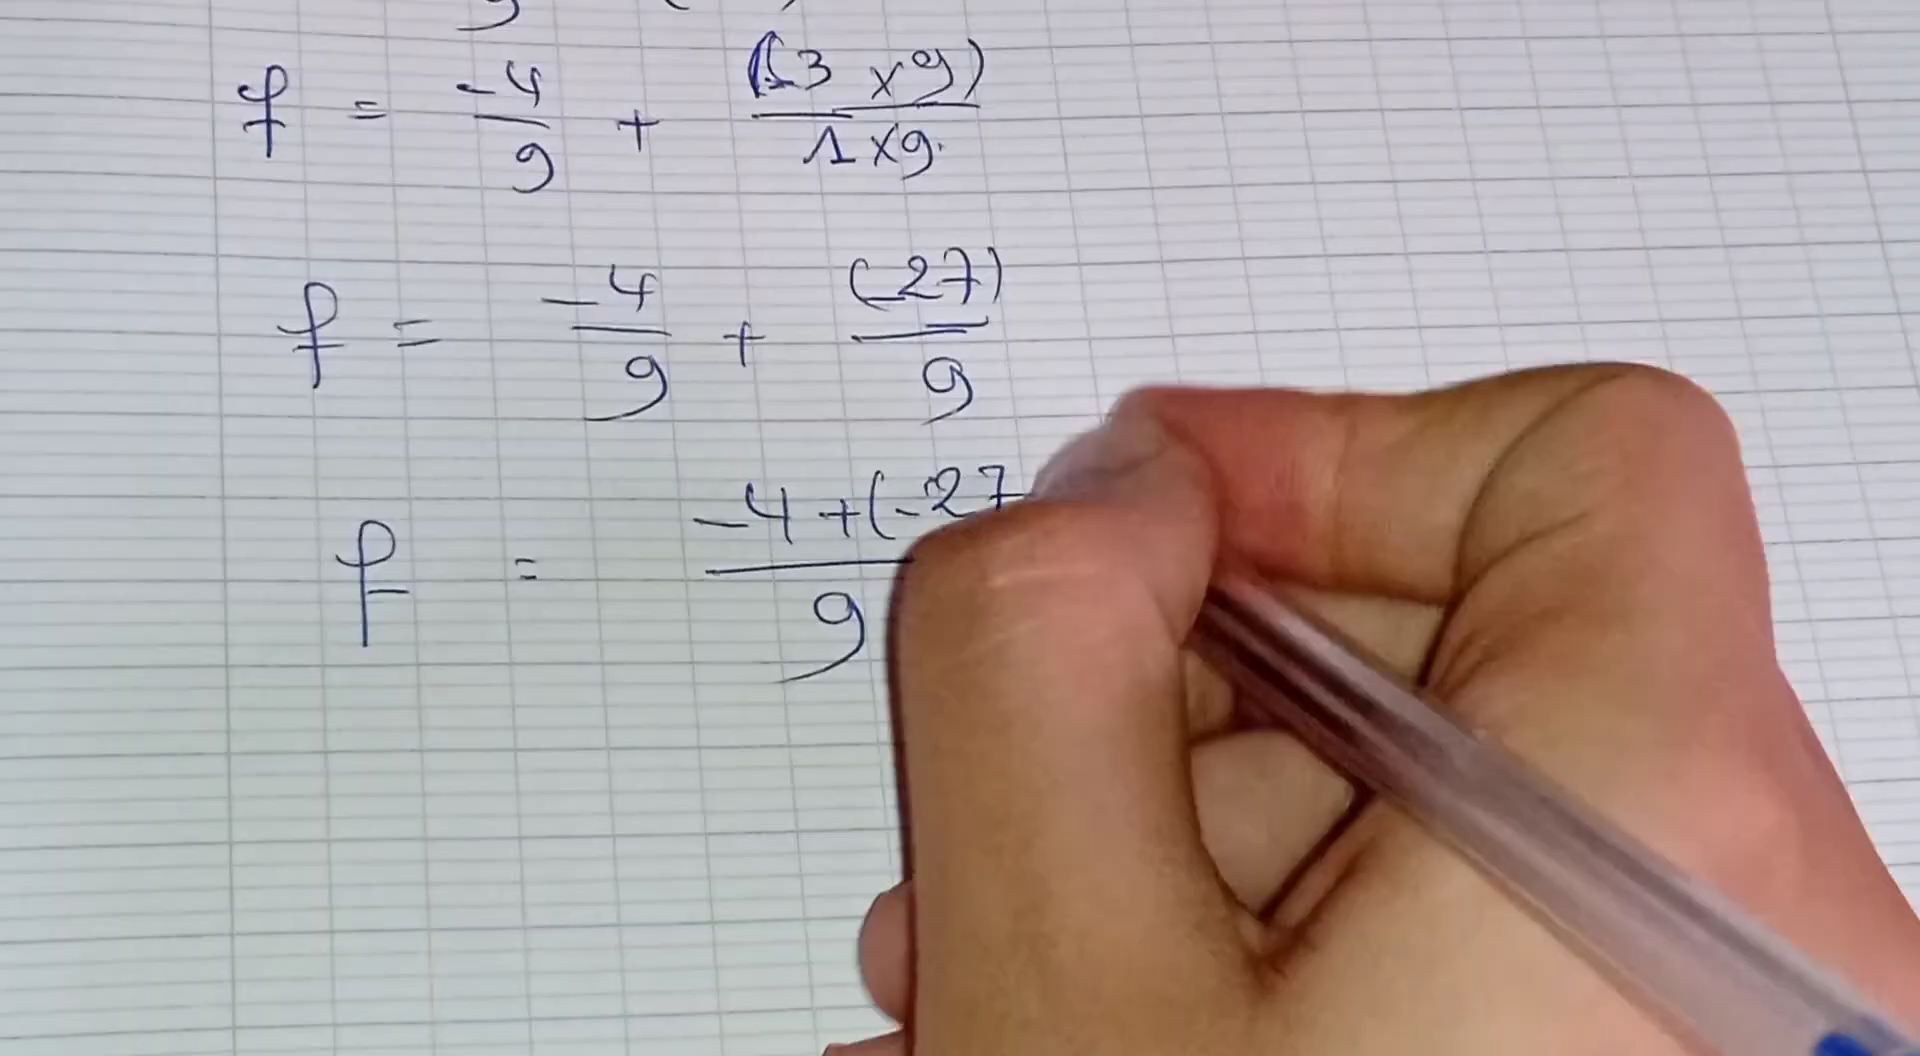 f = -4/9 + (-3 x 9)/1 x 9
f = -4/9 + (-27)/9
f = -4 + (-27/9